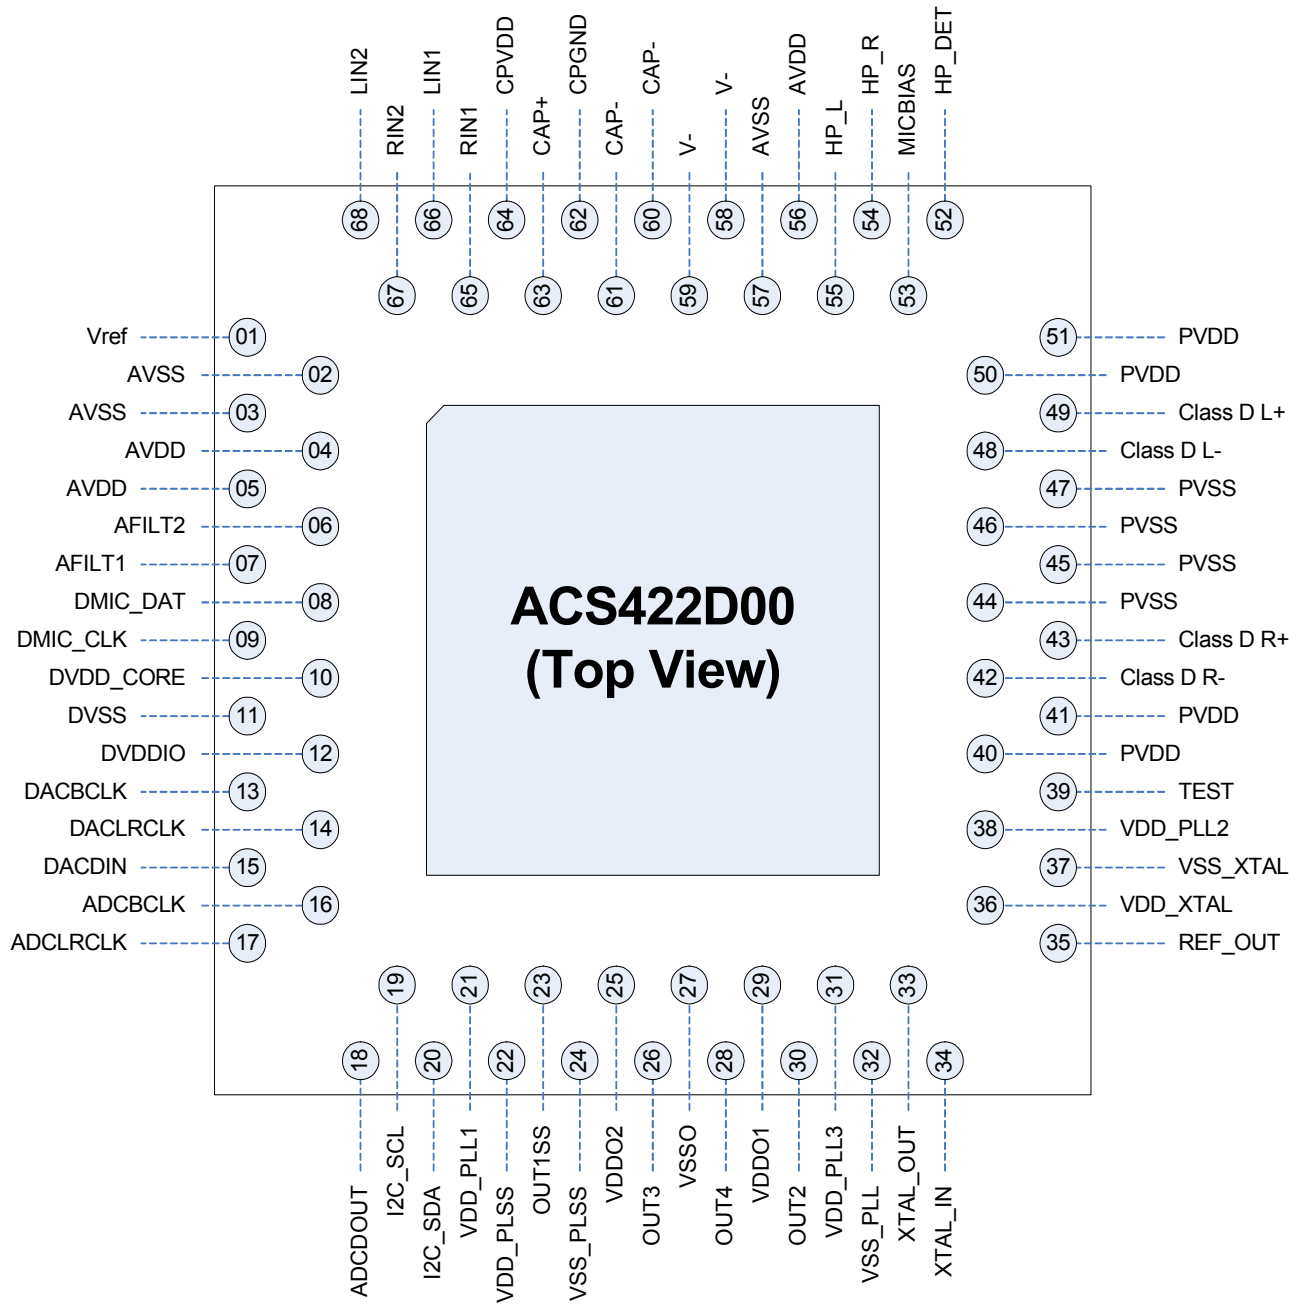 LIN2
RIN2
LIN1
RIN1
CPVDD
CAP+
CPGND
CAP-
CAP-
V-
V-
AVSS
AVDD
HP_L
HP_R
MICBIAS
HP_DET
68
67
66
65
64
63
62
61
60
59
58
57
56
55
54
53
52
Vref 01
AVSS 02
AVSS 03
AVDD 04
AVDD 05
AFILT2 06
AFILT1 07
DMIC_DAT 08
DMIC_CLK 09
DVDD_CORE 10
DVSS 11
DVDDIO 12
DACBCLK 13
DACLRCLK 14
DACDIN 15
ADCBCLK 16
ADCLRCLK 17
ACS422D00
(Top View)
51 PVDD
50 PVDD
49 Class D L+
48 Class D L-
47 PVSS
46 PVSS
45 PVSS
44 PVSS
43 Class D R+
42 Class D R-
41 PVDD
40 PVDD
39 TEST
38 VDD_PLL2
37 VSS_XTAL
36 VDD_XTAL
35 REF_OUT
18
19
20
21
22
23
24
25
26
27
28
29
30
31
32
33
34
ADCDOUT
I2C_SCL
I2C_SDA
VDD_PLL1
VDD_PLSS
OUT1SS
VSS_PLSS
VDDO2
OUT3
VSSO
OUT4
VDDO1
OUT2
VDD_PLL3
VSS_PLL
XTAL_OUT
XTAL_IN